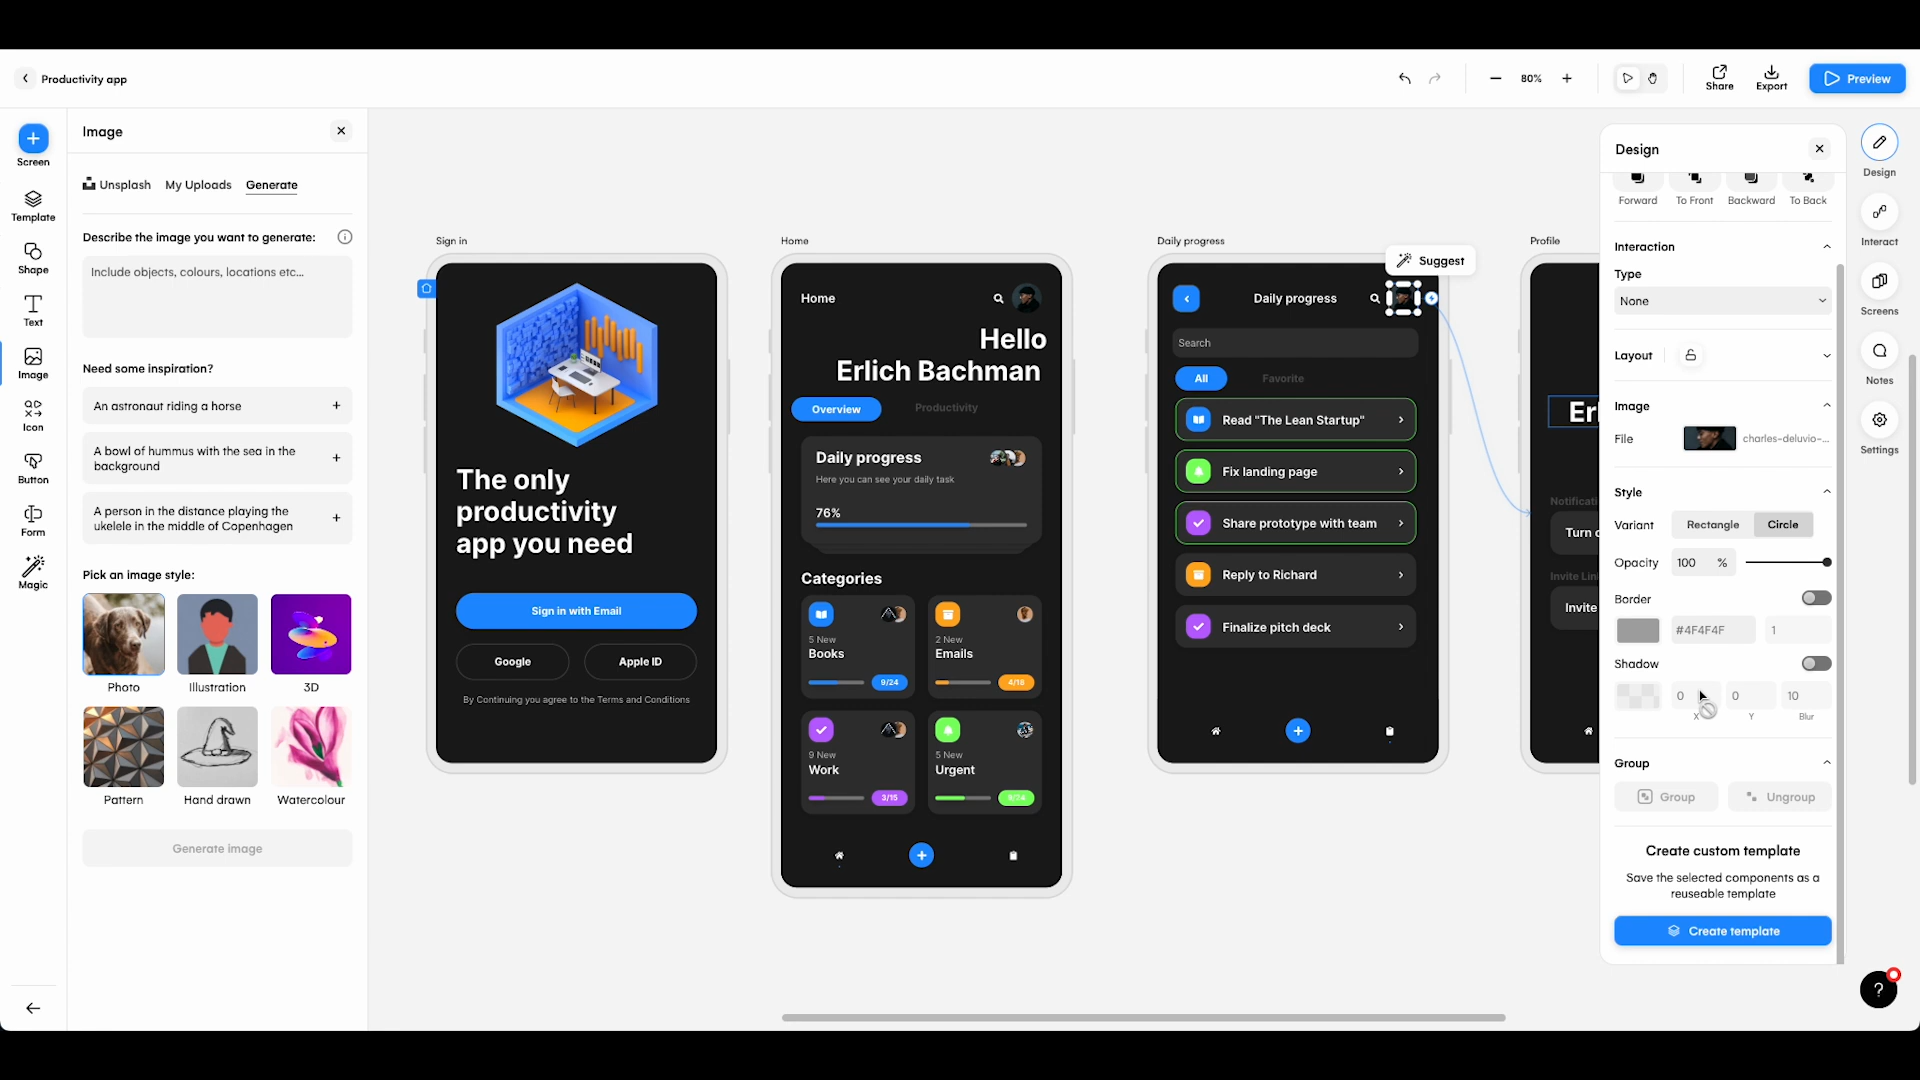 Productivity app
80%
Share
Export
Preview
Screen
Template
Shape
Text
Image
Icon
Button
Form
Magic
Image
Unsplash
My Uploads
Generate
Describe the image you want to generate:
Include objects, colours, locations etc...
Need some inspiration?
An astronaut riding a horse
A bowl of hummus with the sea in the
background
A person in the distance playing the
ukelele in the middle of Copenhagen
Pick an image style:
Photo
Illustration
3D
Pattern
Hand drawn
Watercolour
Generate image
Sign in
The only
productivity
app you need
Sign in with Email
Google
Apple ID
By Continuing you agree to the Terms and Conditions
Home
Home
Hello
Erlich Bachman
Overview
Productivity
Daily progress
Here you can see your daily task
76%
Categories
5 New
Books
9/24
2 New
Emails
4/18
9 New
Work
3/15
5 New
Urgent
Daily progress
Suggest
Daily progress
Search
All
Favorite
Read "The Lean Startup"
Fix landing page
Share prototype with team
Reply to Richard
Finalize pitch deck
Profile
Erl
Notificati
Turn c
Invite Lin
Invite
Design
Forward
To Front
Backward
To Back
Interaction
Type
None
Layout
Image
File
charles-deluvio-...
Style
Variant
Rectangle
Circle
Opacity
100
%
Border
#4F4F4F
1
Shadow
0
0
10
X
Y
Blur
Group
Group
Ungroup
Create custom template
Save the selected components as a
reuseable template
Create template
Design
Interact
Screens
Notes
Settings
?